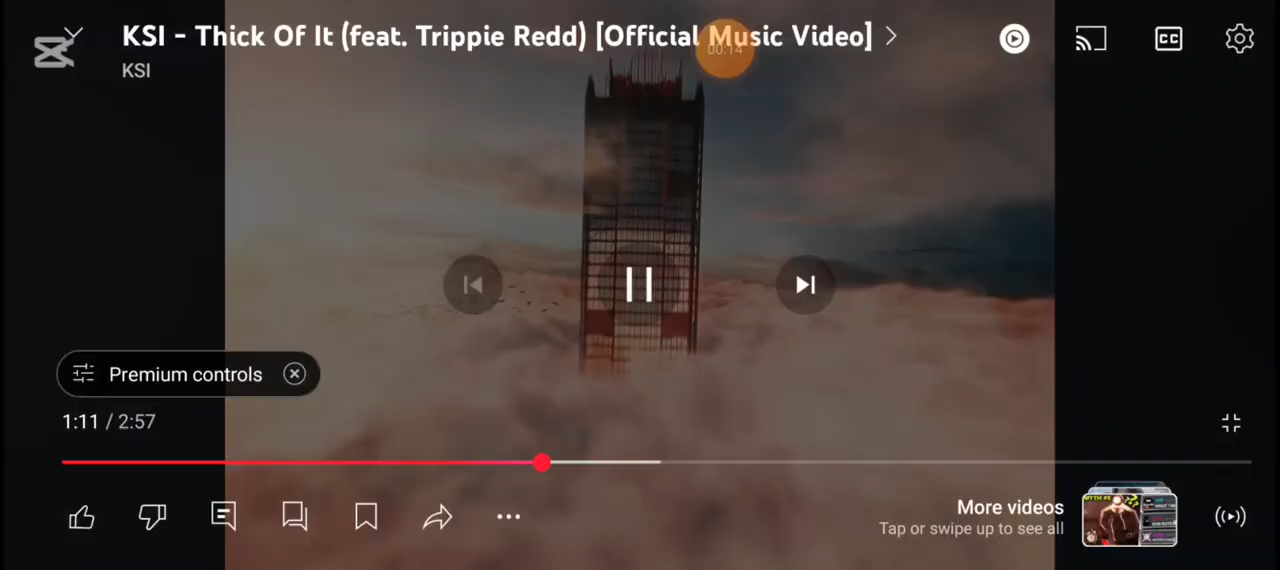 KSI - Thick Of It (feat. Trippie Redd) [Official Music Video]
00:14
KSI
CC
Premium controls
1:11 / 2:57
More videos
Tap or swipe up to see all